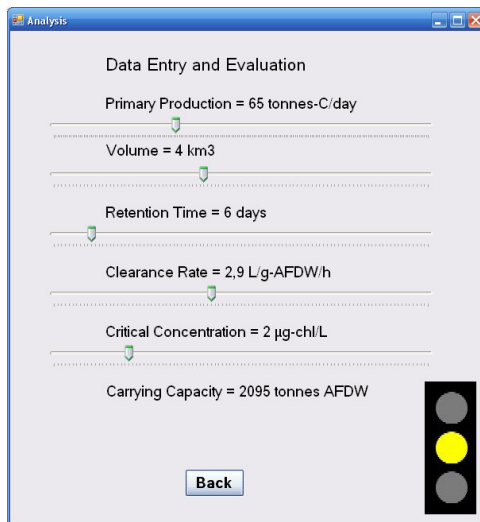 Analysis
Data Entry and Evaluation
Primary Production = 65 tonnes-C/day
Volume = 4 km3
Retention Time = 6 days
Clearance Rate = 2,9 L/g-AFDW/h
Critical Concentration = 2 µg-chl/L
Carrying Capacity = 2095 tonnes AFDW
Back